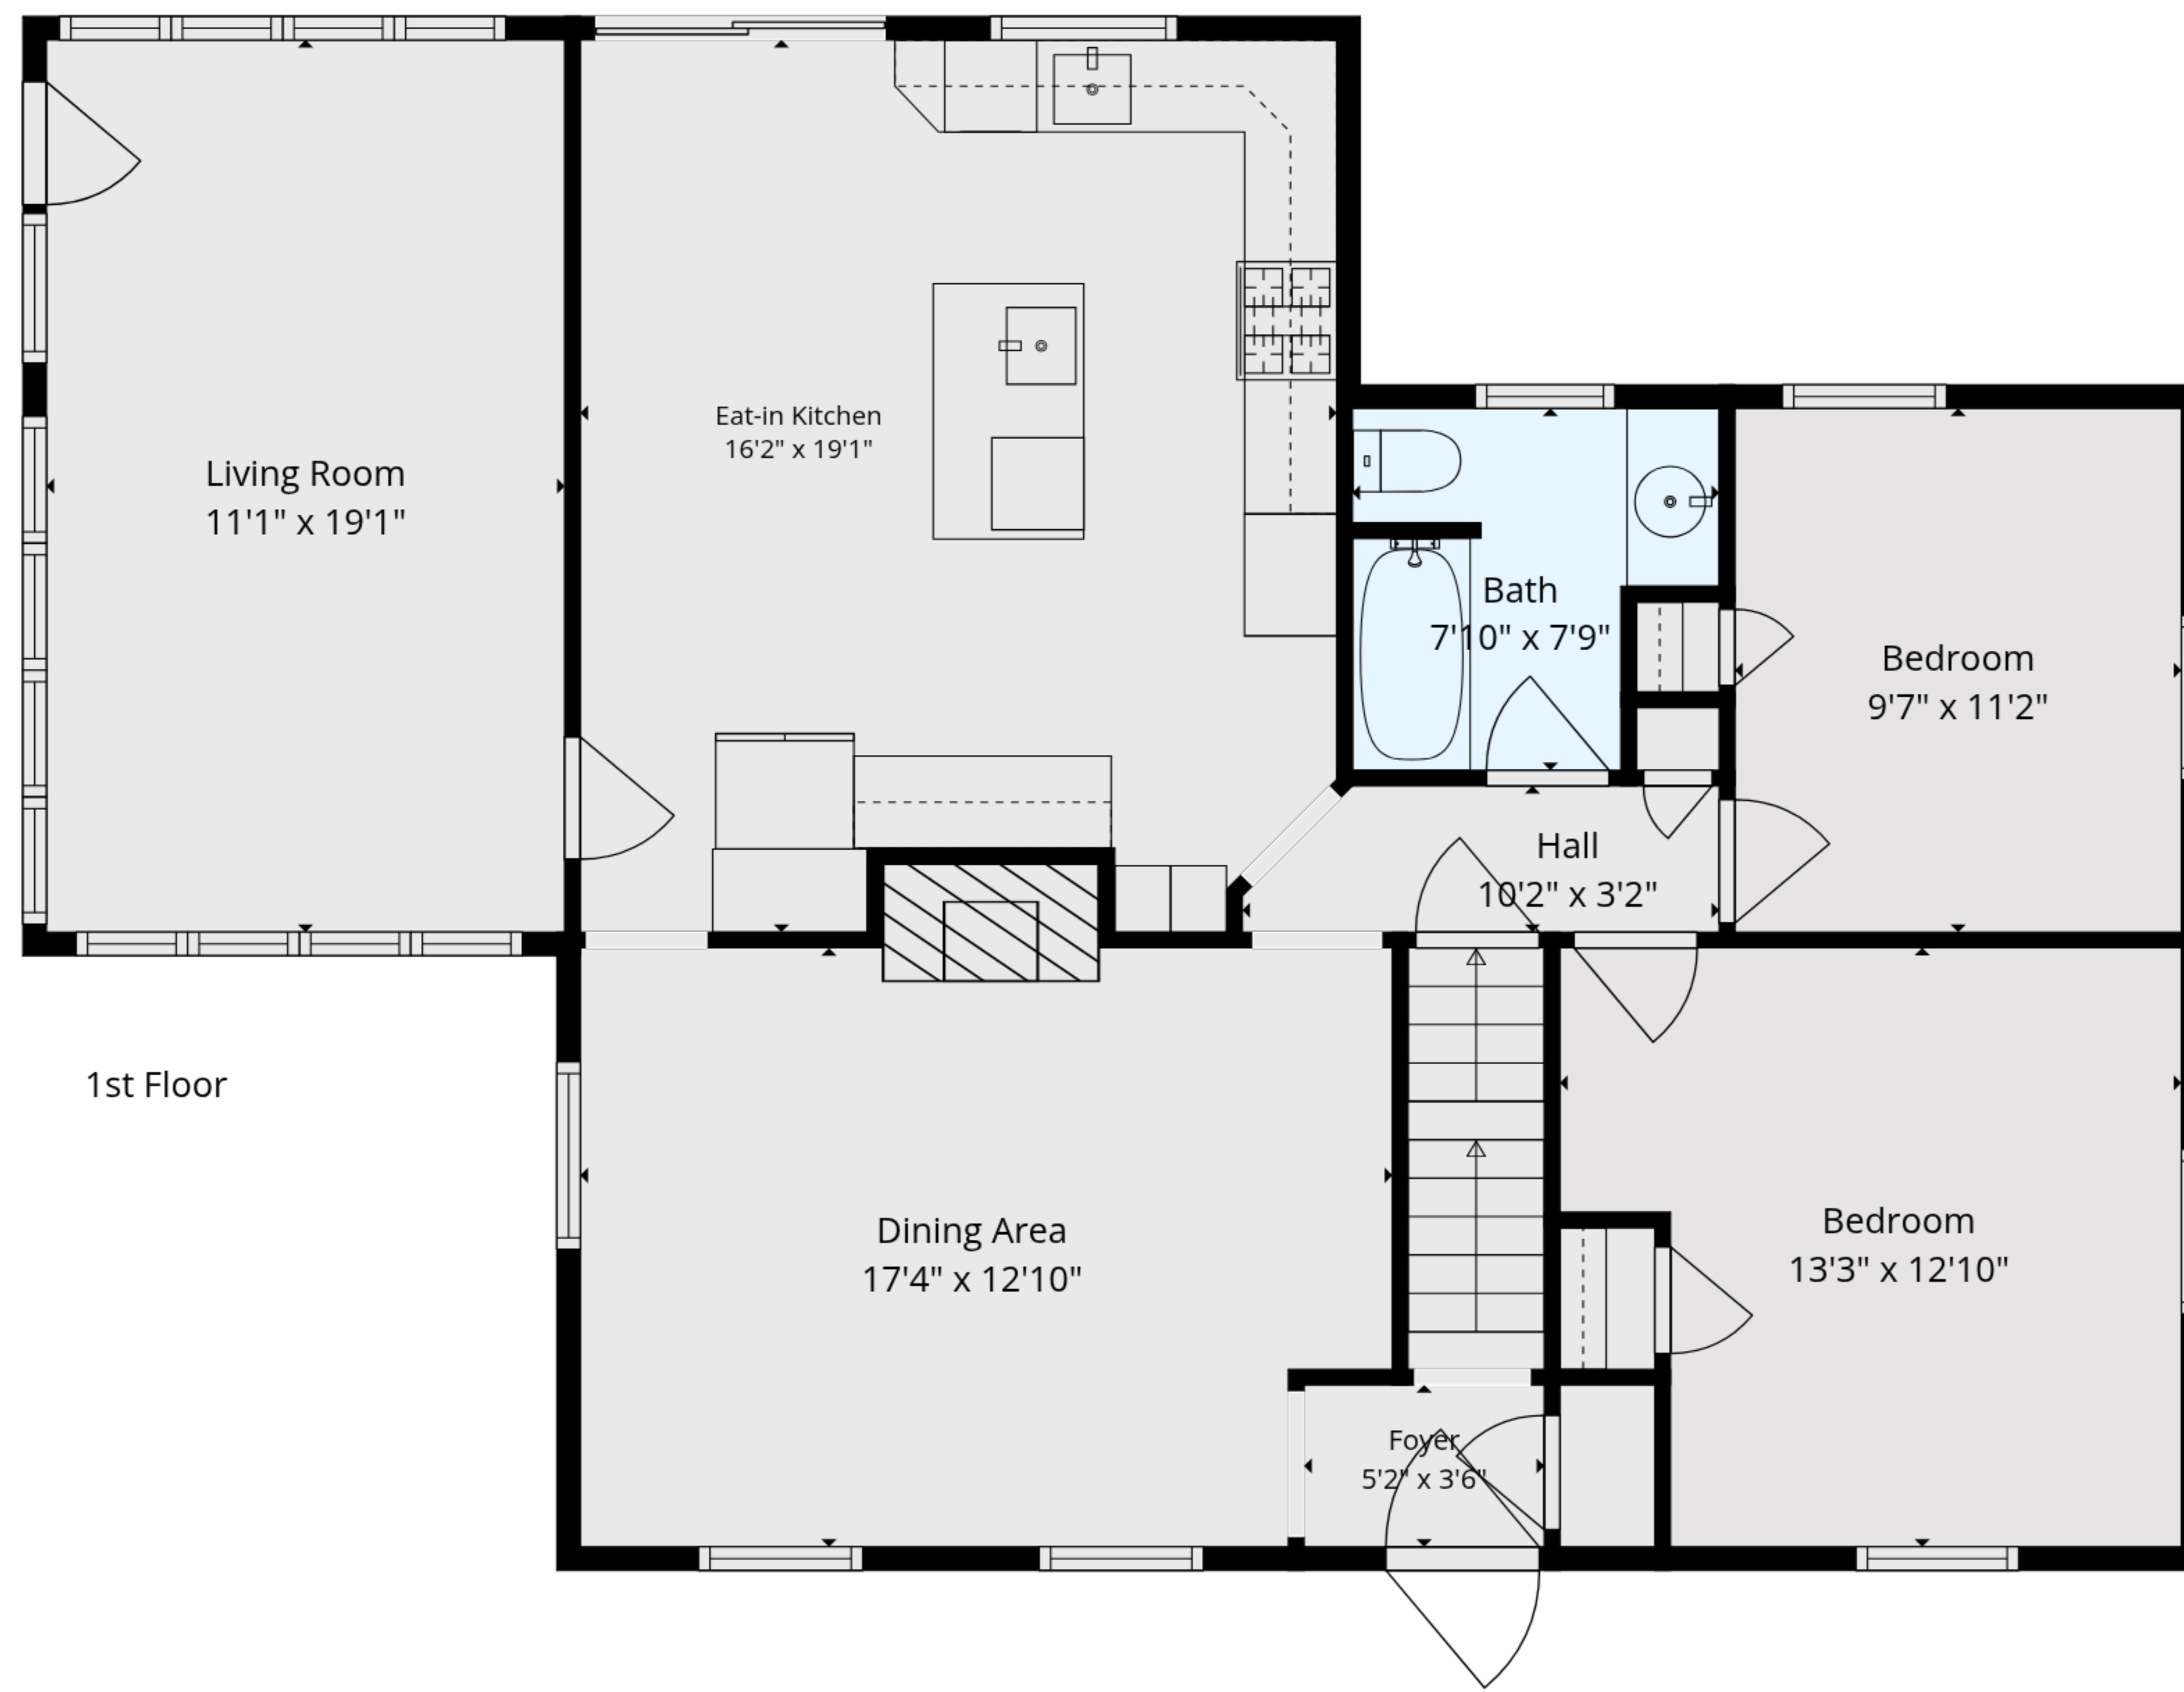 Eat-in Kitchen
16'2" x 19'1"
Living Room
11'1" x 19'1"
Bath
7'10" x 7'9"
Bedroom
9'7" x 11'2"
Hall
10'2" x 3'2"
1st Floor
Dining Area
17'4" x 12'10"
Bedroom
13'3" x 12'10"
Foyer
5'2" x 3'6"